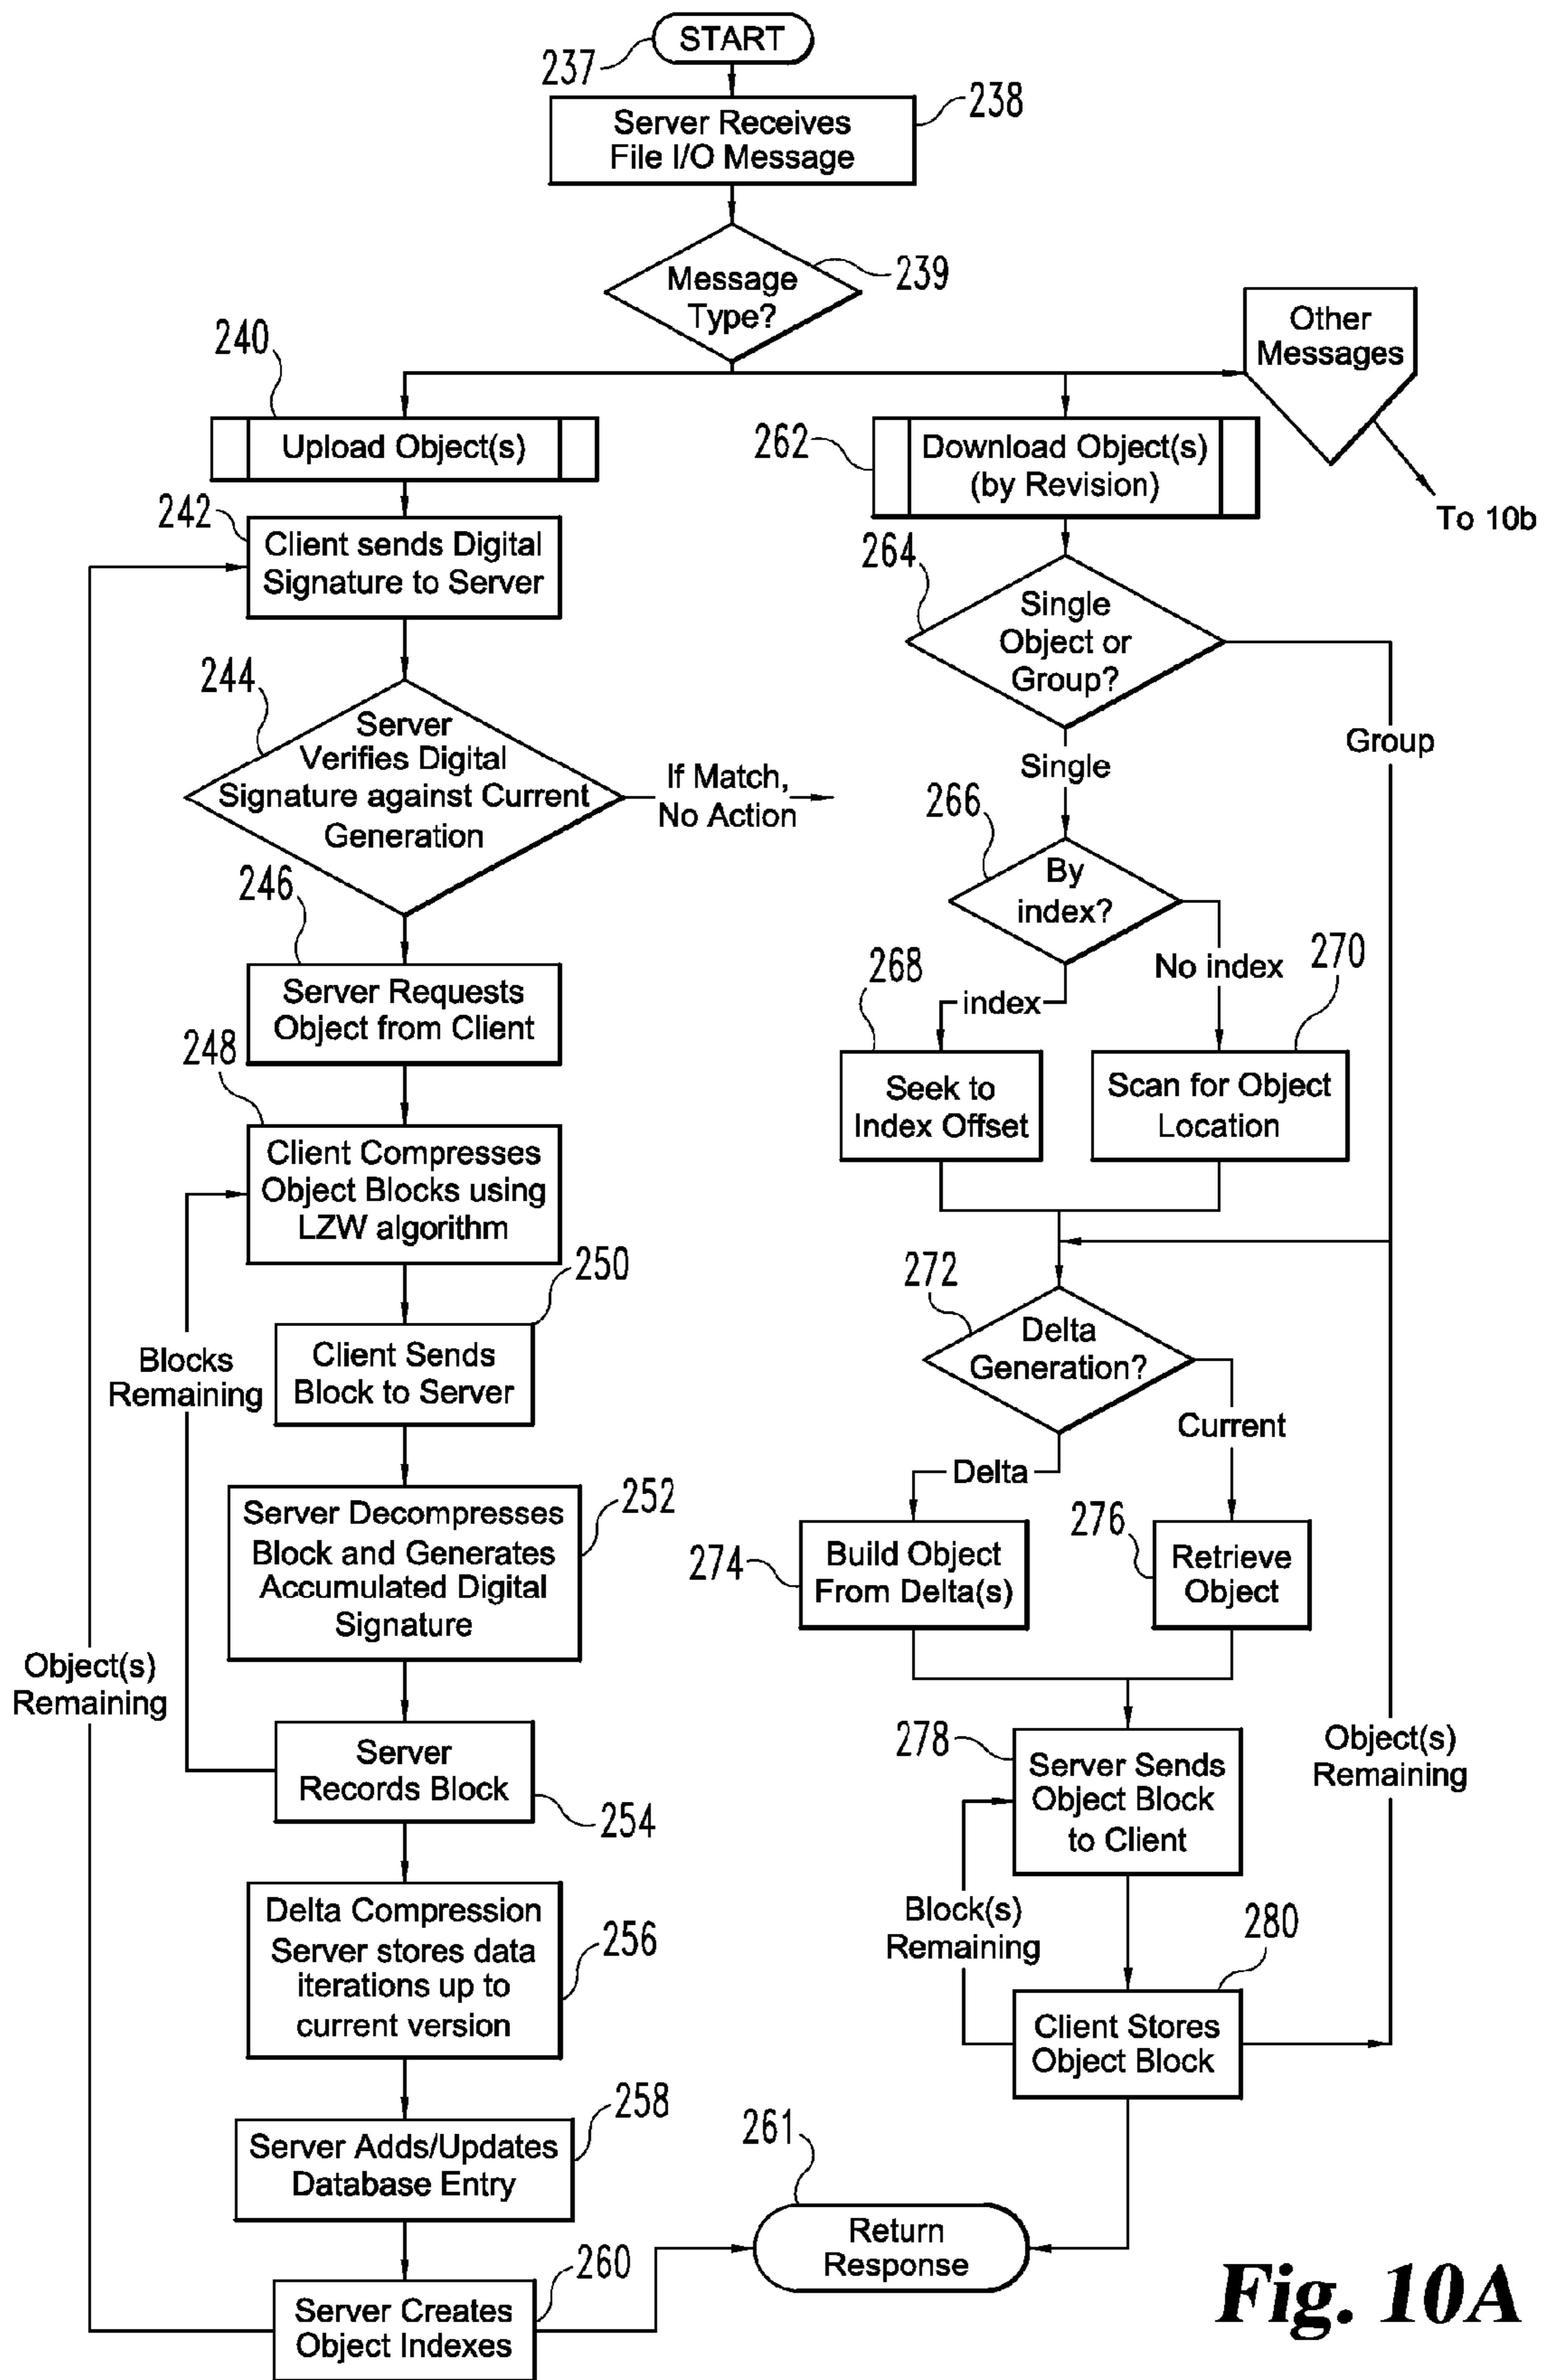 START
237
238
Server Receives
File I/O Message
Message
Type?
239
Other
Messages
To 10b
240
Upload Object(s)
242
Client sends Digital
Signature to Server
244
Server
Verifies Digital
Signature against Current
Generation
If Match,
No Action
246
Server Requests
Object from Client
248
Client Compresses
Object Blocks using
LZW algorithm
250
Client Sends
Block to Server
Blocks
Remaining
252
Server Decompresses
Block and Generates
Accumulated Digital
Signature
Object(s)
Remaining
Server
Records Block
254
Delta Compression
Server stores data
iterations up to
current version
256
258
Server Adds/Updates
Database Entry
260
Server Creates
Object Indexes
262
Download Object(s)
(by Revision)
264
Single
Object or
Group?
Group
Single
266
By
index?
268
index
No index
270
Seek to
Index Offset
Scan for Object
Location
272
Delta
Generation?
Current
Delta
274
Build Object
From Delta(s)
276
Retrieve
Object
278
Server Sends
Object Block
to Client
Object(s)
Remaining
Block(s)
Remaining
280
Client Stores
Object Block
261
Return
Response
Fig. 10A